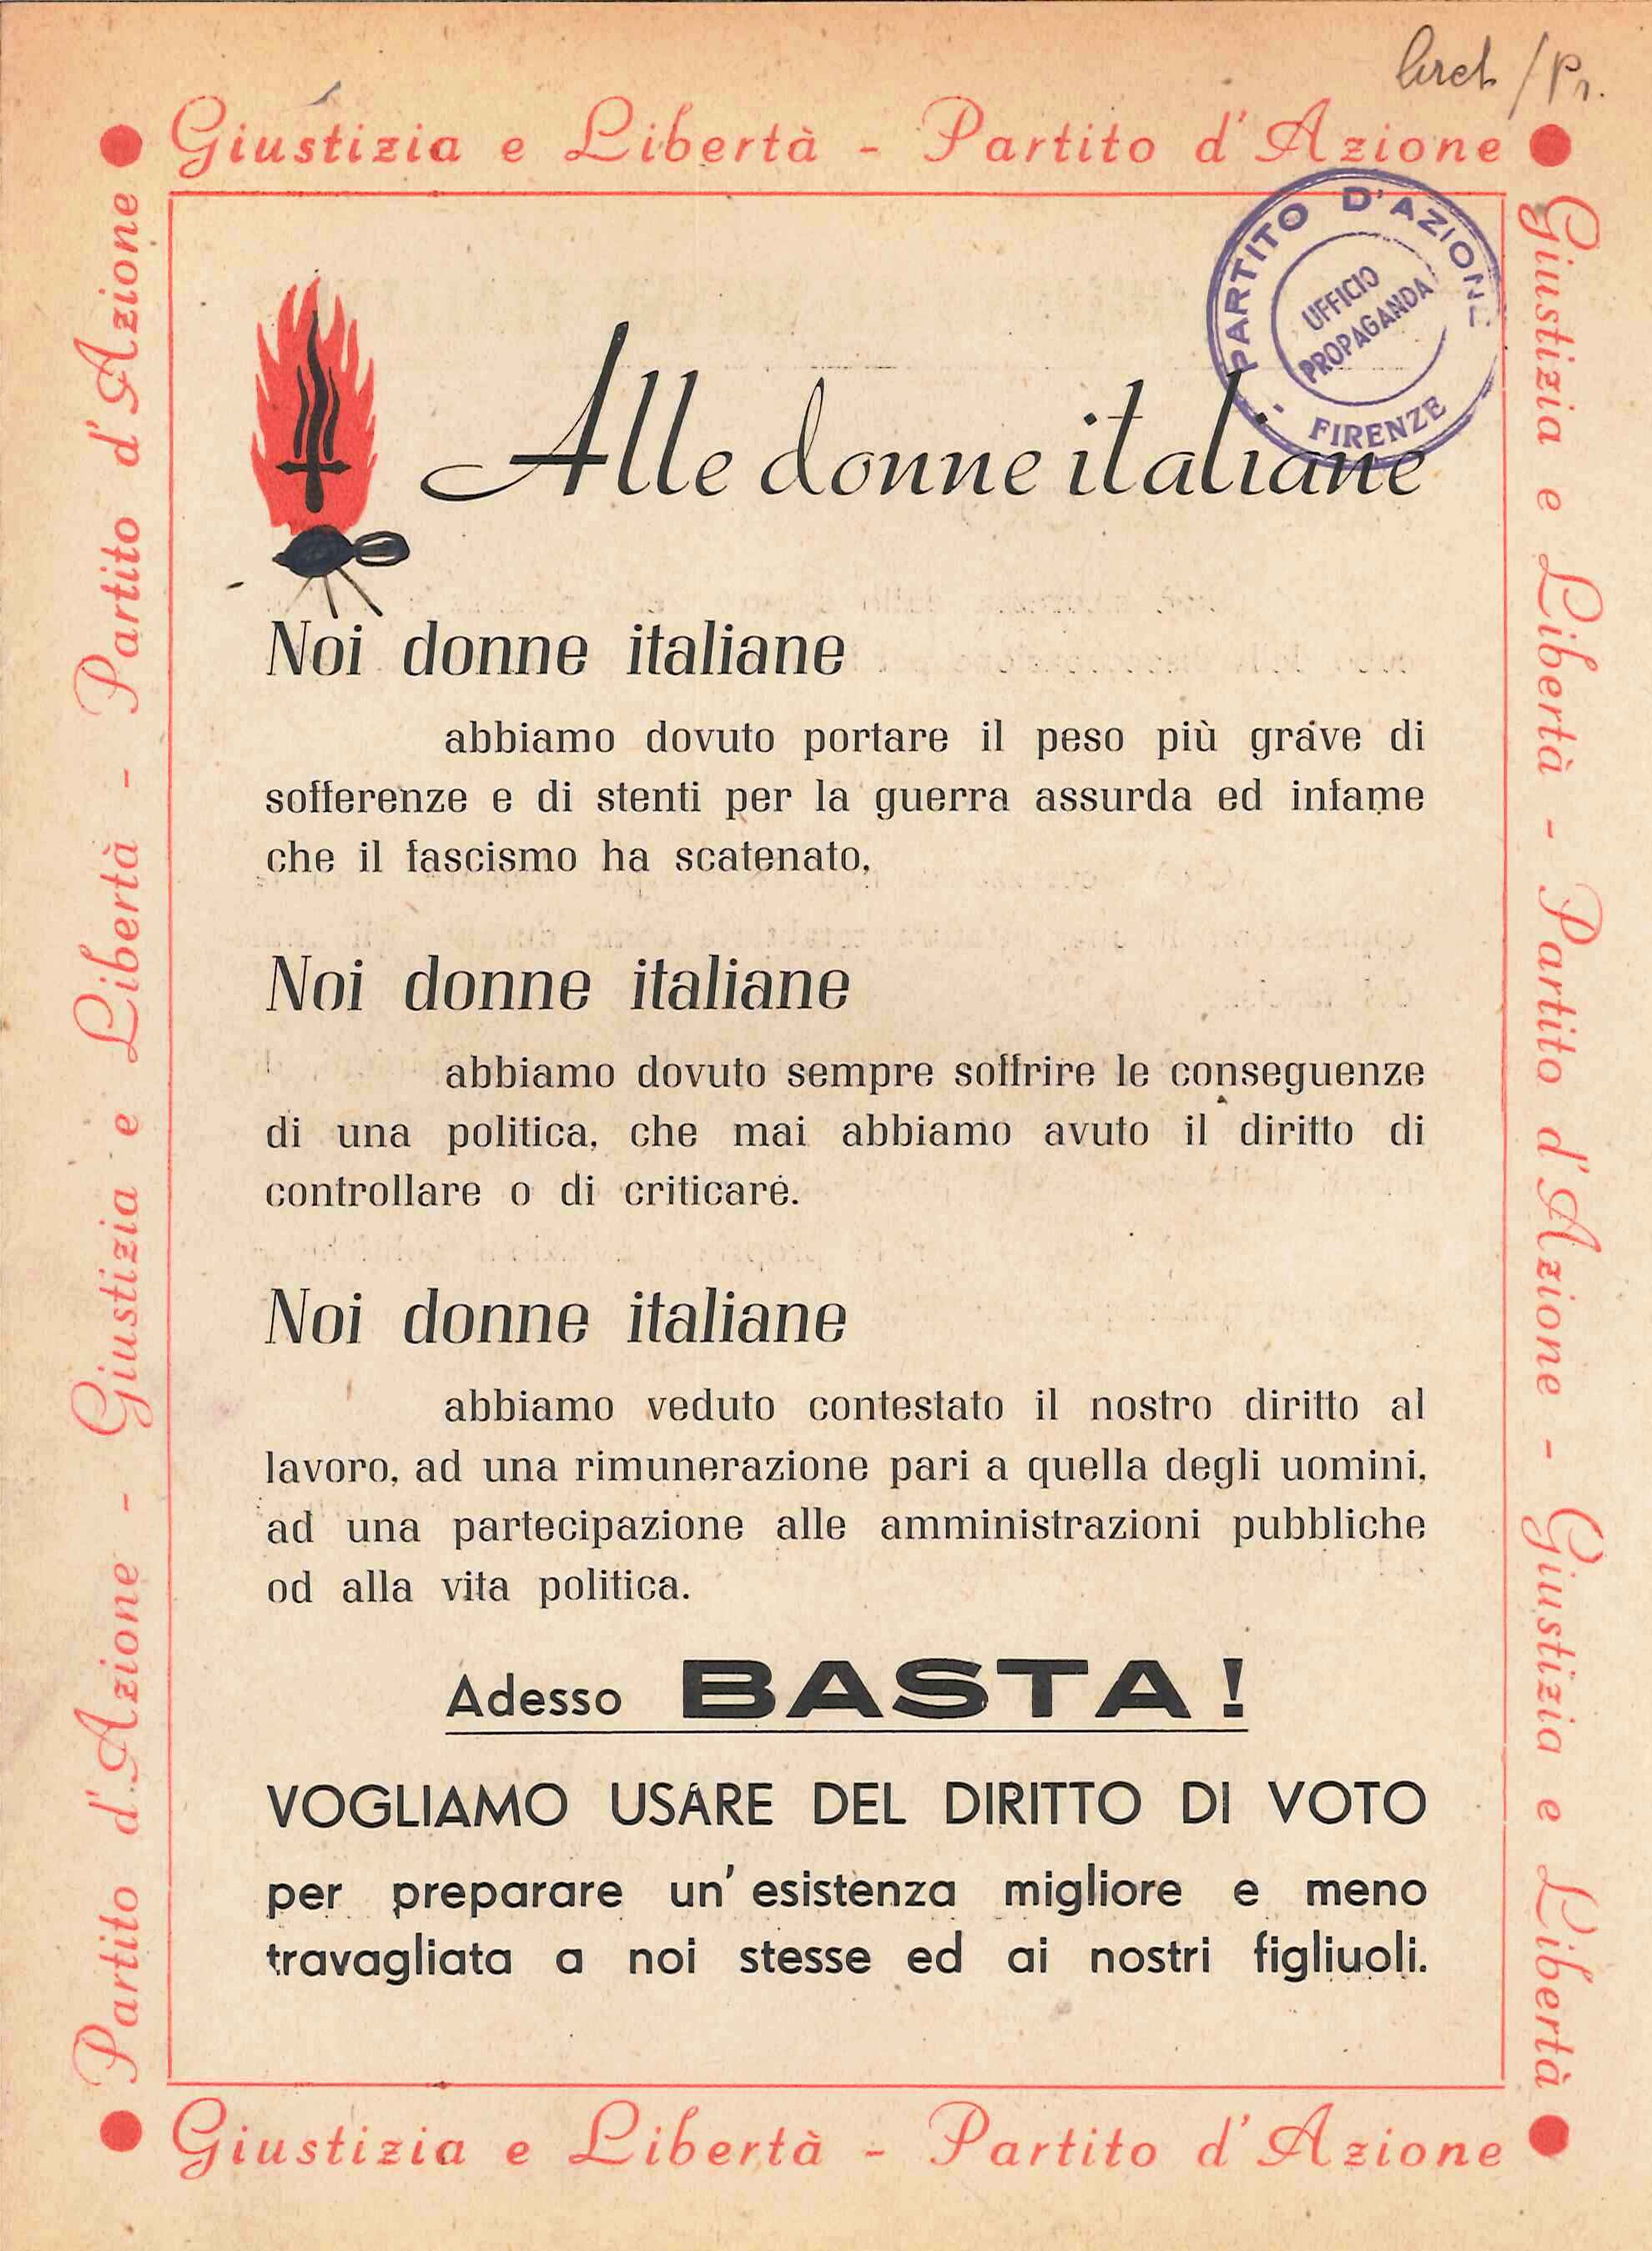 Giustizia e Libertà - Partito d'Azione
PARTITO D'AZIONE
UFFICIO
PROPAGANDA
FIRENZE
Alle donne italiane
Noi donne italiane
abbiamo dovuto portare il peso più grave di
sofferenze e di stenti per la guerra assurda ed infame
che il fascismo ha scatenato.
Noi donne italiane
abbiamo dovuto sempre soffrire le conseguenze
di una politica, che mai abbiamo avuto il diritto di
controllare o di criticare.
Noi donne italiane
abbiamo veduto contestato il nostro diritto al
lavoro, ad una rimunerazione pari a quella degli uomini,
ad una partecipazione alle amministrazioni pubbliche
od alla vita politica.
Adesso BASTA!
VOGLIAMO USARE DEL DIRITTO DI VOTO
per preparare un' esistenza migliore e meno
travagliata a noi stesse ed ai nostri figliuoli.
Partito d'Azione - Giustizia e Libertà - Partito d'Azione
Giustizia e Libertà - Partito d'Azione - Giustizia e Libertà
Giustizia e Libertà - Partito d'Azione